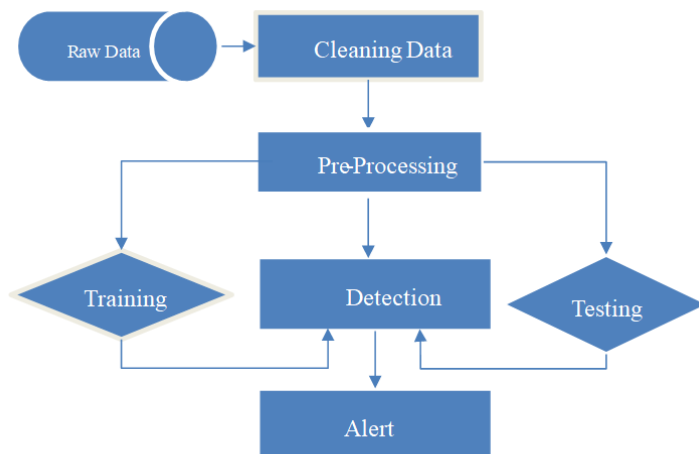 Raw Data
Cleaning Data
Pre-Processing
Training
Detection
Testing
Alert